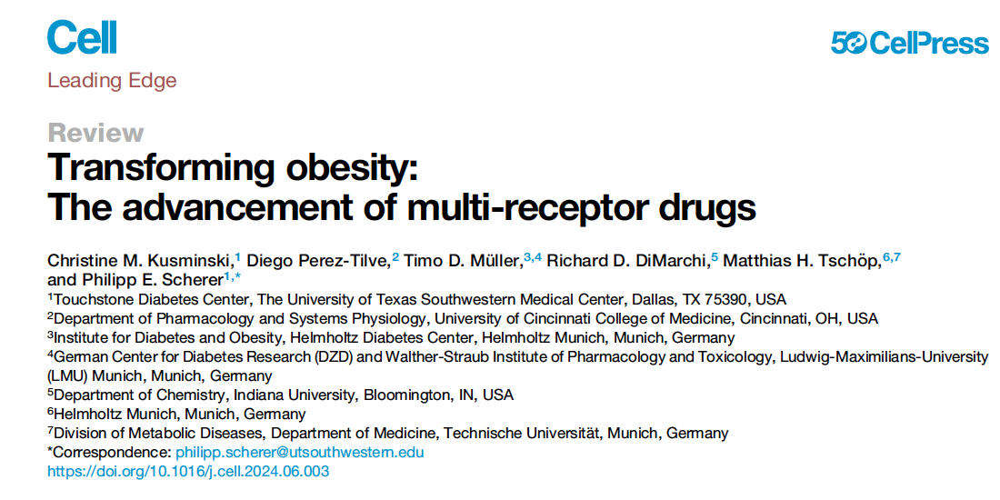 Cell
50 CellPress
Leading Edge
Review
Transforming obesity:
The advancement of multi-receptor drugs
Christine M. Kusminski,1 Diego Perez-Tilve,2 Timo D. Müller,3,4 Richard D. DiMarchi,5 Matthias H. Tschöp,6,7
and Philipp E. Scherer1,*
1Touchstone Diabetes Center, The University of Texas Southwestern Medical Center, Dallas, TX 75390, USA
2Department of Pharmacology and Systems Physiology, University of Cincinnati College of Medicine, Cincinnati, OH, USA
3Institute for Diabetes and Obesity, Helmholtz Diabetes Center, Helmholtz Munich, Munich, Germany
4German Center for Diabetes Research (DZD) and Walther-Straub Institute of Pharmacology and Toxicology, Ludwig-Maximilians-University
(LMU) Munich, Munich, Germany
5Department of Chemistry, Indiana University, Bloomington, IN, USA
6Helmholtz Munich, Munich, Germany
7Division of Metabolic Diseases, Department of Medicine, Technische Universität, Munich, Germany
*Correspondence: philipp.scherer@utsouthwestern.edu
https://doi.org/10.1016/j.cell.2024.06.003